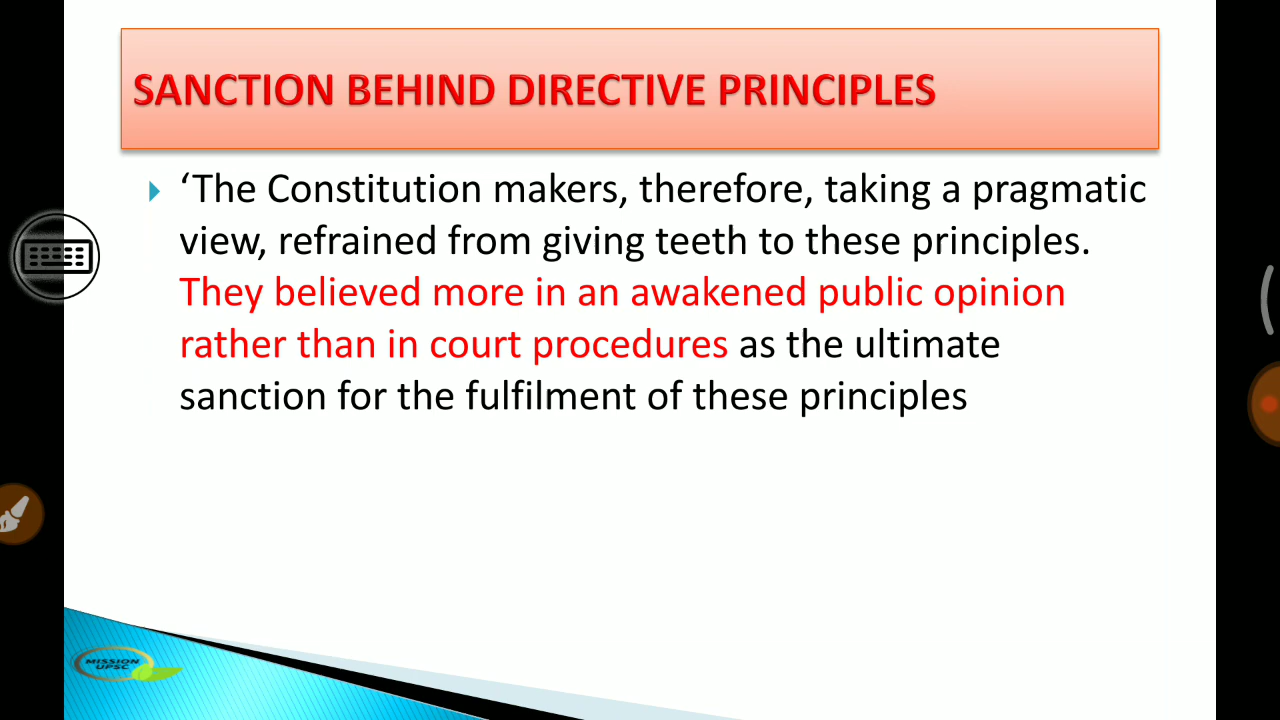 SANCTION BEHIND DIRECTIVE PRINCIPLES
‘The Constitution makers, therefore, taking a pragmatic
view, refrained from giving teeth to these principles.
They believed more in an awakened public opinion
rather than in court procedures as the ultimate
sanction for the fulfilment of these principles
MISSION
UPSC